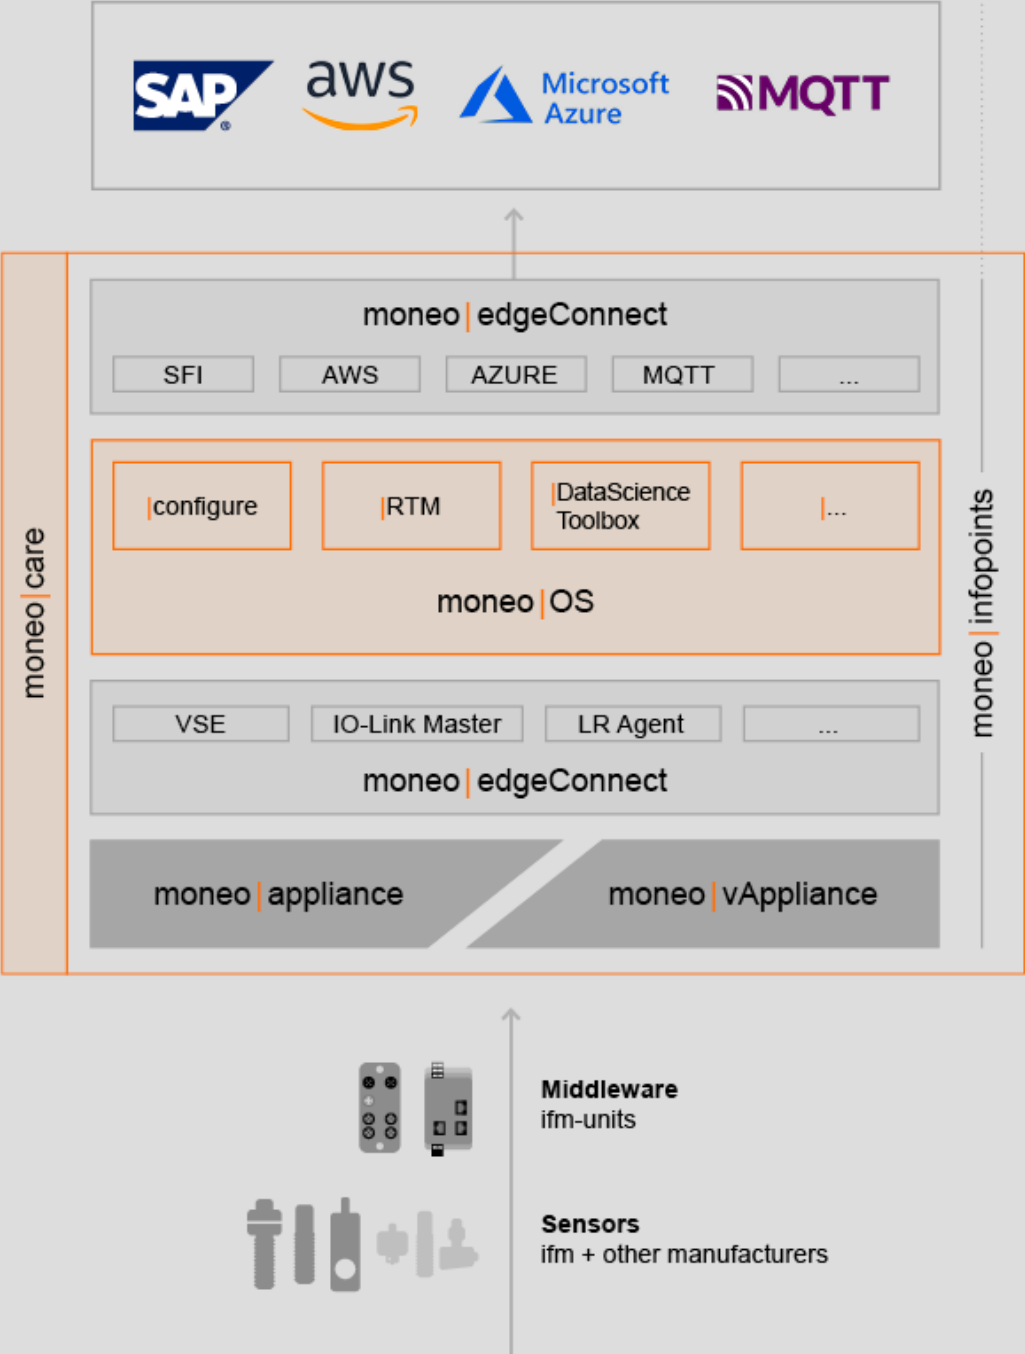 SAP®
aws
Microsoft
Azure
MQTT
moneo|edgeConnect
SFI
AWS
AZURE
MQTT
...
|configure
|RTM
|DataScience
Toolbox
|...
moneo|OS
VSE
IO-Link Master
LR Agent
...
moneo|edgeConnect
moneo|appliance
moneo|vAppliance
moneo|care
moneo|infopoints
Middleware
ifm-units
Sensors
ifm + other manufacturers